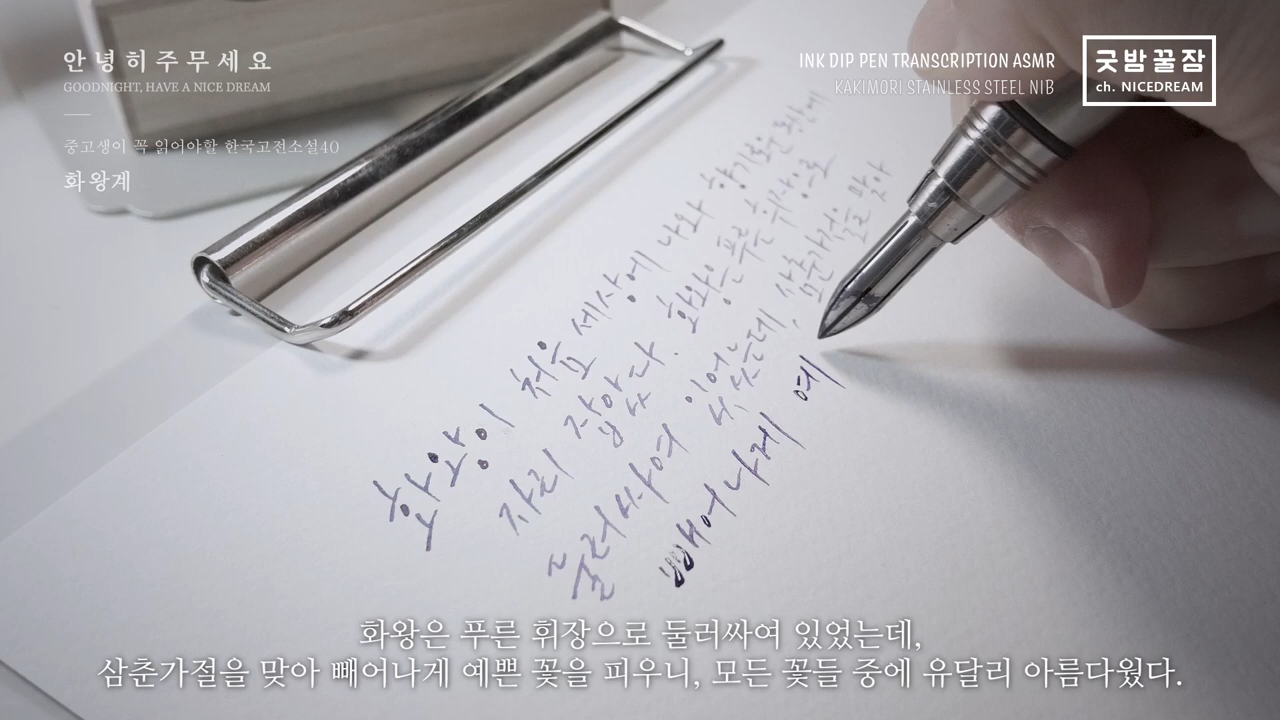 안녕히주무세요
GOODNIGHT, HAVE A NICE DREAM
중고생이 꼭 읽어야할 한국고전소설40
화왕계
INK DIP PEN TRANSCRIPTION ASMR
KAKIMORI STAINLESS STEEL NIB
굿밤꿀잠
ch. NICEDREAM
화왕이 처음 세상에 나와 향기로운 동산에
자리 잡았다. 화왕은 푸른 휘장으로
둘러싸여 있었는데, 삼춘가절을 맞아
빼어나게 예
화왕은 푸른 휘장으로 둘러싸여 있었는데,
삼춘가절을 맞아 빼어나게 예쁜 꽃을 피우니, 모든 꽃들 중에 유달리 아름다웠다.